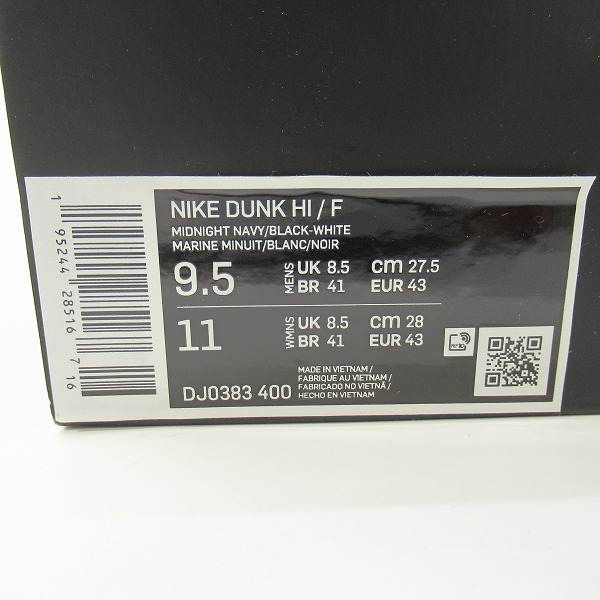 1 95244 28516 7 16
NIKE DUNK HI / F
MIDNIGHT NAVY/BLACK-WHITE
MARINE MINUIT/BLANC/NOIR
9.5 MENS UK 8.5 cm 27.5
BR 41 EUR 43
11 WMNS UK 8.5 cm 28
BR 41 EUR 43
DJ0383 400
MADE IN VIETNAM /
FABRIQUE AU VIETNAM /
FABRICADO NO VIETNÃ /
HECHO EN VIETNAM